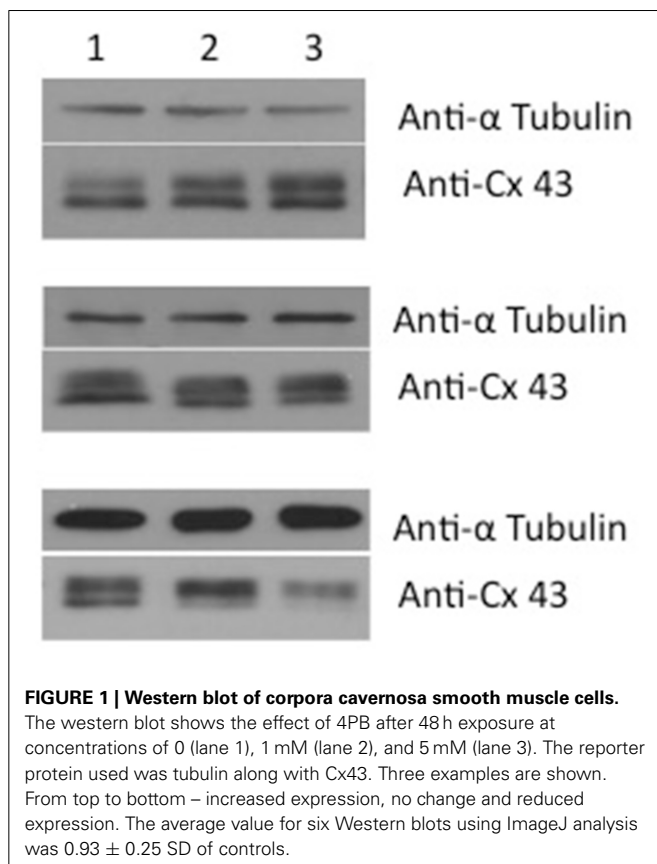 1 2 3
Anti-α Tubulin
Anti-Cx 43
Anti-α Tubulin
Anti-Cx 43
Anti-α Tubulin
Anti-Cx 43
FIGURE 1 | Western blot of corpora cavernosa smooth muscle cells.
The western blot shows the effect of 4PB after 48 h exposure at
concentrations of 0 (lane 1), 1 mM (lane 2), and 5 mM (lane 3). The reporter
protein used was tubulin along with Cx43. Three examples are shown.
From top to bottom – increased expression, no change and reduced
expression. The average value for six Western blots using ImageJ analysis
was 0.93 ± 0.25 SD of controls.